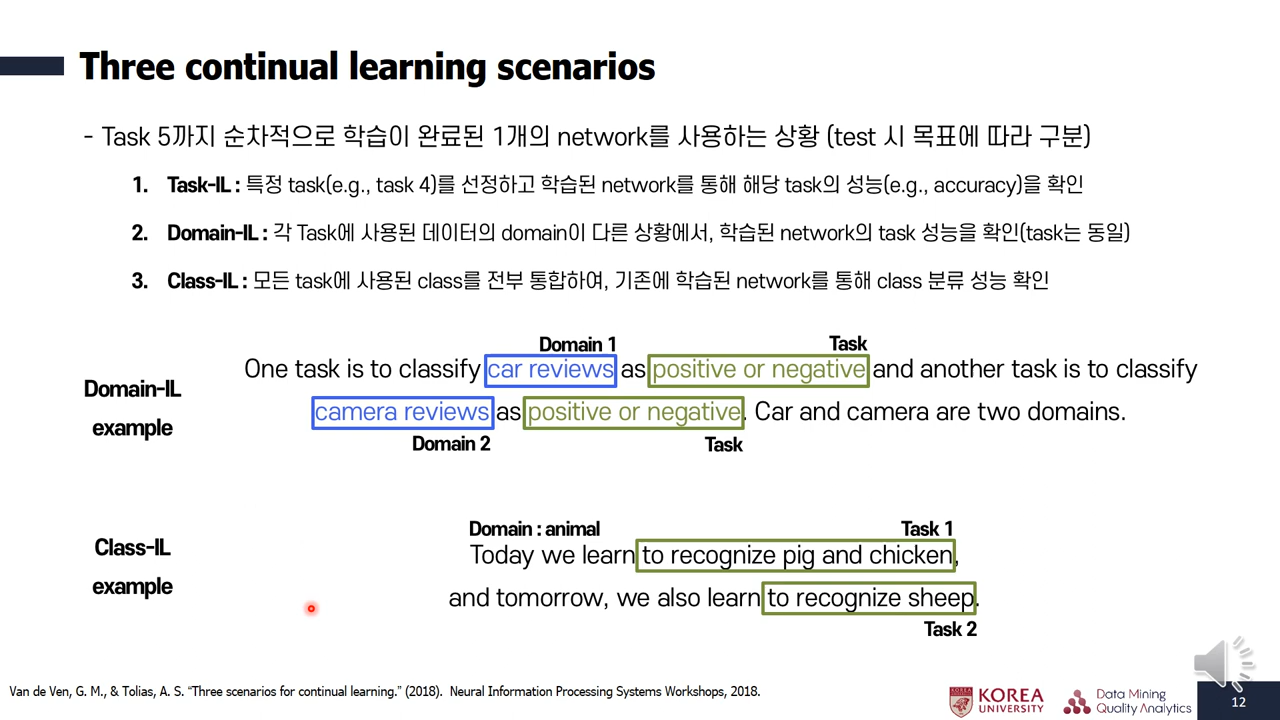 Three continual learning scenarios
- Task 5까지 순차적으로 학습이 완료된 1개의 network를 사용하는 상황 (test 시 목표에 따라 구분)
1. Task-IL : 특정 task(e.g., task 4)를 선정하고 학습된 network를 통해 해당 task의 성능(e.g., accuracy)을 확인
2. Domain-IL : 각 Task에 사용된 데이터의 domain이 다른 상황에서, 학습된 network의 task 성능을 확인(task는 동일)
3. Class-IL : 모든 task에 사용된 class를 전부 통합하여, 기존에 학습된 network를 통해 class 분류 성능 확인
Domain-IL
example
Domain 1 Task
One task is to classify car reviews as positive or negative and another task is to classify
camera reviews as positive or negative. Car and camera are two domains.
Domain 2 Task
Class-IL
example
Domain : animal Task 1
Today we learn to recognize pig and chicken,
and tomorrow, we also learn to recognize sheep.
Task 2
Van de Ven, G. M., & Tolias, A. S. “Three scenarios for continual learning.” (2018). Neural Information Processing Systems Workshops, 2018.
KOREA
UNIVERSITY
Data Mining
Quality Analytics
12